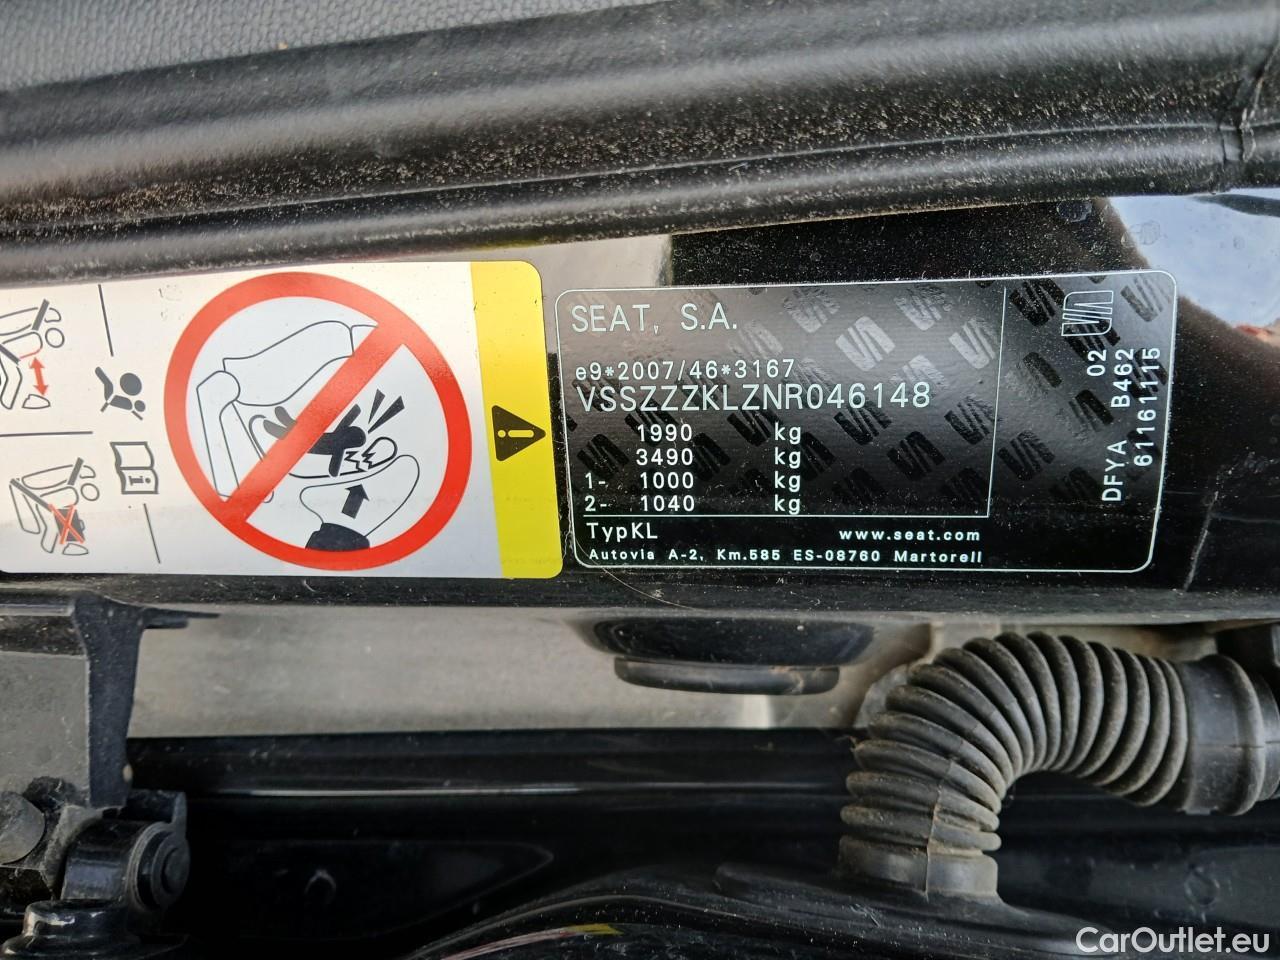 SEAT, S.A.
e9*2007/46*3167
VSSZZZKLZNR046148
1990 kg
3490 kg
1- 1000 kg
2- 1040 kg
TypKL www.seat.com
Autovia A-2, Km.585 ES-08760 Martorell
02
DFYA B462
61161115
CarOutlet.eu